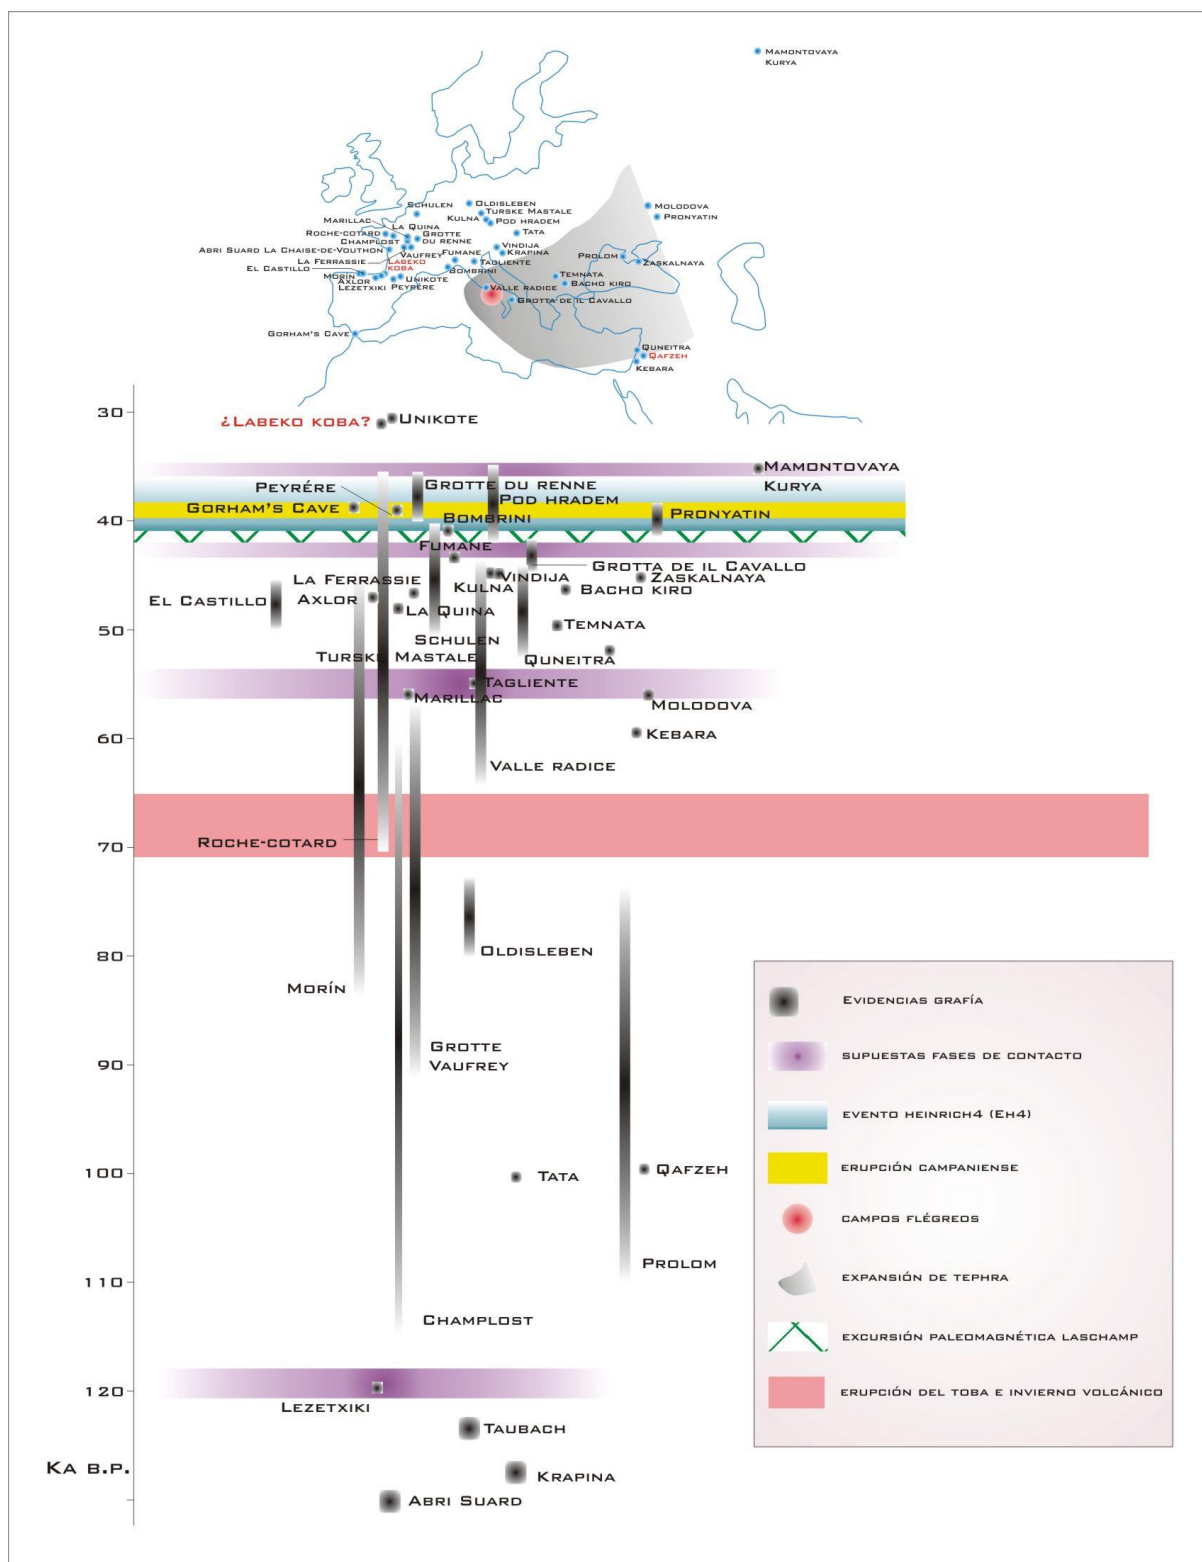 Mamontovaya
Kurya
Schulen
Oldisleben
Turske Mastale
Kulna
Pod hradem
Tata
Molodova
Pronyatin
Marillac
La Quina
Roche-cotard
Grotte
du renne
Champlost
Abri Suard La Chaise-de-Vouthon
Vindija
Krapina
La Ferrassie
Vaufrey
Fumane
Tagliente
Prolom
Zaskalnaya
El Castillo
Labeko
koba
Bombrini
Morín
Axlor
Unikote
Lezetxiki
Peyrére
Temnata
Bacho kiro
Valle radice
Grotta de il Cavallo
Gorham's Cave
Quneitra
Qafzeh
Kebara
30
¿Labeko koba?
Unikote
Mamontovaya
Kurya
Peyrére
Grotte du renne
Pod hradem
Gorham's Cave
Pronyatin
40
Bombrini
Fumane
Grotta de il Cavallo
La Ferrassie
Vindija
Zaskalnaya
Kulna
Bacho kiro
El Castillo
Axlor
La Quina
50
Temnata
Schulen
Turske Mastale
Quneitra
Tagliente
Marillac
Molodova
60
Kebara
Valle radice
70
Roche-cotard
80
Oldisleben
Morín
90
Grotte
Vaufrey
100
Tata
Qafzeh
110
Prolom
Champlost
120
Lezetxiki
Taubach
Ka b.p.
Krapina
Abri Suard
Evidencias grafía
supuestas fases de contacto
evento heinrich4 (Eh4)
erupción campaniense
campos flégreos
expansión de tephra
excursión paleomagnética laschamp
erupción del toba e invierno volcánico